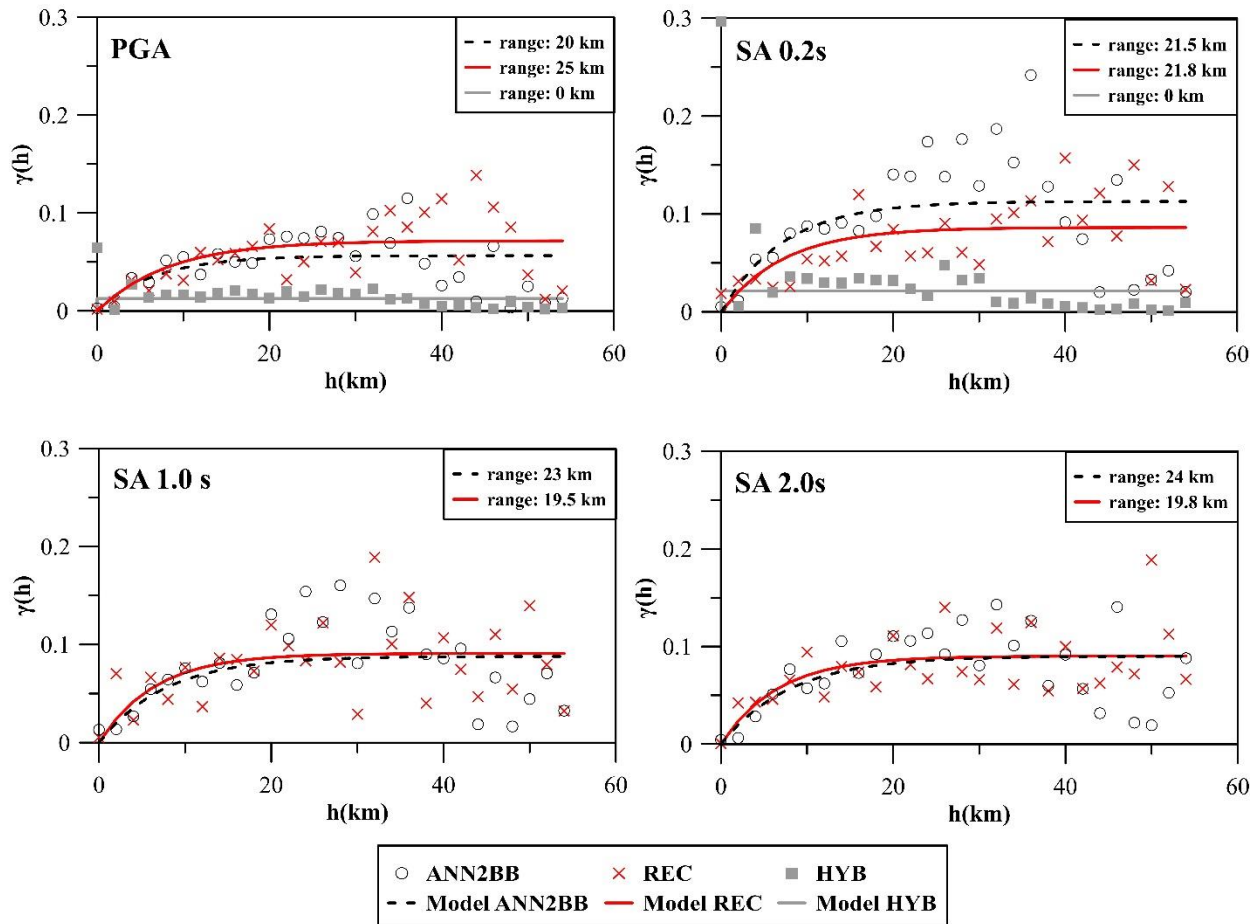 PGA
range: 20 km
range: 25 km
range: 0 km
0.3
0.2
0.1
0
γ(h)
0
20
40
60
h(km)
SA 0.2s
range: 21.5 km
range: 21.8 km
range: 0 km
0.3
0.2
0.1
0
γ(h)
0
20
40
60
h(km)
SA 1.0 s
range: 23 km
range: 19.5 km
0.3
0.2
0.1
0
γ(h)
0
20
40
60
h(km)
SA 2.0s
range: 24 km
range: 19.8 km
0.3
0.2
0.1
0
γ(h)
0
20
40
60
h(km)
ANN2BB REC HYB
Model ANN2BB Model REC Model HYB